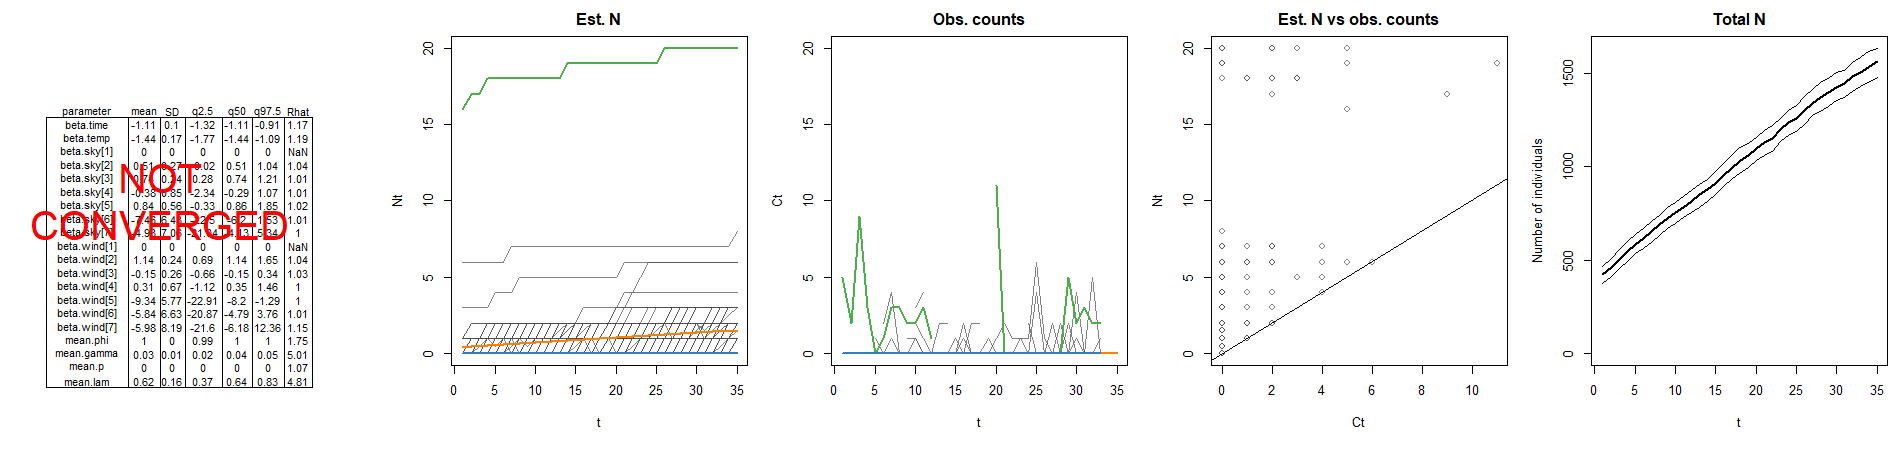 parameter mean SD q2.5 q50 q97.5 Rhat
beta.time -1.11 0.1 -1.32 -1.11 -0.91 1.17
beta.temp -1.44 0.17 -1.77 -1.44 -1.09 1.19
beta.sky[1] 0 0 0 0 0 NaN
beta.sky[2] 0.51 0.27 0.51 1.04 1.04
beta.sky[3] 0.28 0.74 1.21 1.01
beta.sky[4] -0.38 0.85 -2.34 -0.29 1.07 1.01
beta.sky[5] 0.84 0.56 -0.33 0.86 1.85 1.02
beta.sky[6] 1.01
beta.sky[7] 1
NOT
CONVERGED
beta.wind[1] 0 0 0 0 0 NaN
beta.wind[2] 1.14 0.24 0.69 1.14 1.65 1.04
beta.wind[3] -0.15 0.26 -0.66 -0.15 0.34 1.03
beta.wind[4] 0.31 0.67 -1.12 0.35 1.46 1
beta.wind[5] -9.34 5.77 -22.91 -8.2 -1.29 1
beta.wind[6] -5.84 6.63 -20.87 -4.79 3.76 1.01
beta.wind[7] -5.98 8.19 -21.6 -6.18 12.36 1.15
mean.phi 1 0 0.99 1 1 1.75
mean.gamma 0.03 0.01 0.02 0.04 0.05 5.01
mean.p 0 0 0 0 0 1.07
mean.lam 0.62 0.16 0.37 0.64 0.83 4.81
Est. N
Nt
20
15
10
5
0
0 5 10 15 20 25 30 35
t
Obs. counts
Ct
20
15
10
5
0
0 5 10 15 20 25 30 35
t
Est. N vs obs. counts
Nt
20
15
10
5
0
0 2 4 6 8 10
Ct
Total N
Number of individuals
1500
1000
500
0
0 5 10 15 20 25 30 35
t